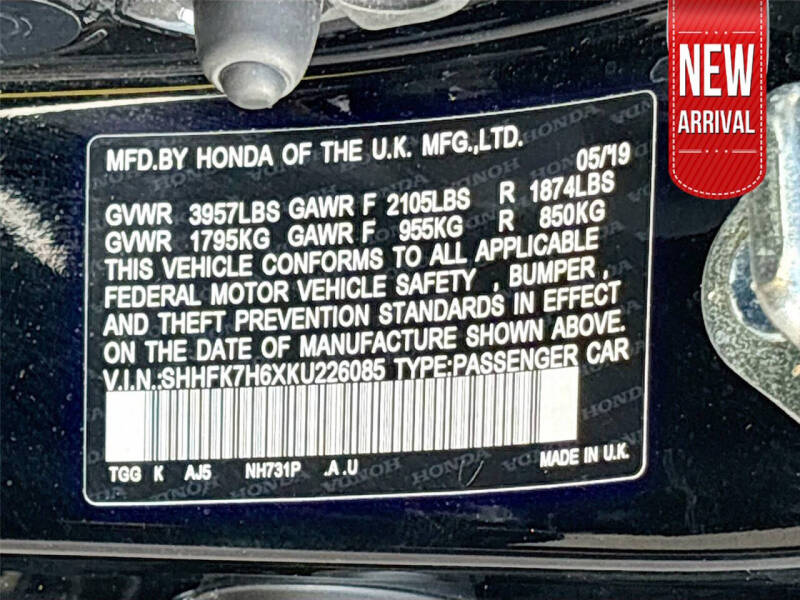 NEW
ARRIVAL
MFD.BY HONDA OF THE U.K. MFG.,LTD. 05/'19
GVWR 3957LBS GAWR F 2105LBS R 1874LBS
GVWR 1795KG GAWR F 955KG R 850KG
THIS VEHICLE CONFORMS TO ALL APPLICABLE
FEDERAL MOTOR VEHICLE SAFETY , BUMPER ,
AND THEFT PREVENTION STANDARDS IN EFFECT
ON THE DATE OF MANUFACTURE SHOWN ABOVE.
V.I.N.:SHHFK7H6XKU226085 TYPE:PASSENGER CAR
TGG K AJ5 NH731P .A .U MADE IN U.K.